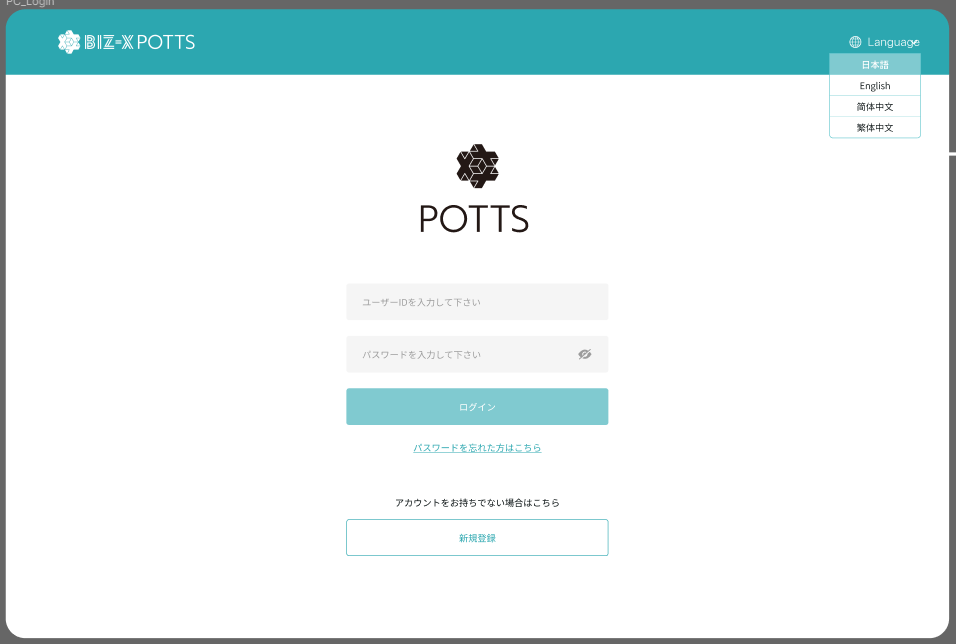 PC_Login
BIZ-X POTTS
Language
日本語
English
简体中文
繁体中文
POTTS
ユーザーIDを入力して下さい
パスワードを入力して下さい
ログイン
パスワードを忘れた方はこちら
アカウントをお持ちでない場合はこちら
新規登録